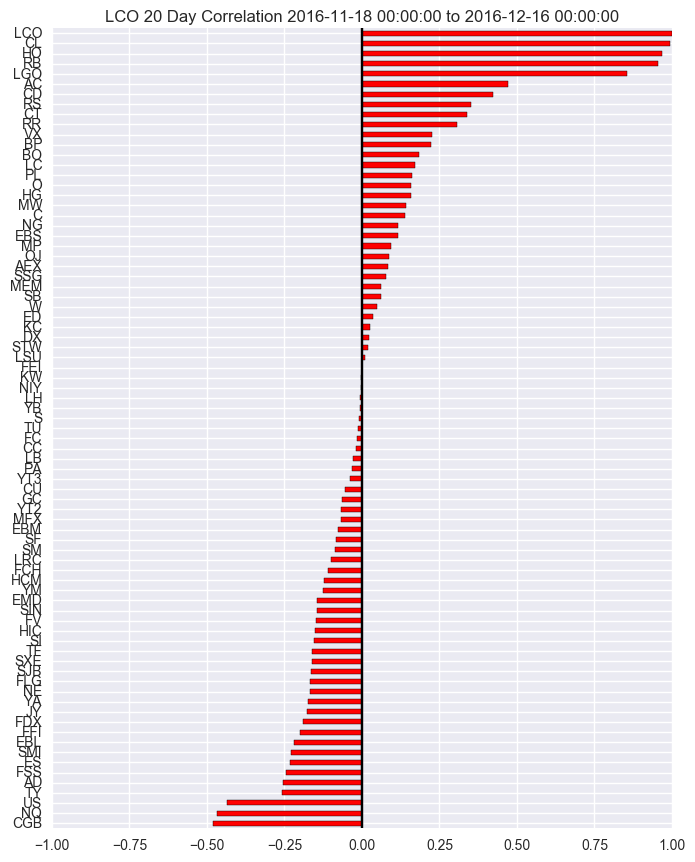 LCO 20 Day Correlation 2016-11-18 00:00:00 to 2016-12-16 00:00:00
LCO
CL
HO
RB
LGO
AC
CD
RS
CT
RR
VX
BP
BO
LC
PL
O
HG
MW
C
NG
EBS
MP
OJ
AEX
SSG
MEM
SB
W
ED
KC
DX
STW
LSU
FEI
KW
NIY
LH
YB
S
TU
FC
CC
LB
PA
YT3
CU
GC
YT2
MFX
EBM
SF
SM
LRC
FCH
HCM
YM
EMD
SIN
FV
HIC
SI
TF
SXE
SJB
FLG
NE
YA
JY
FDX
FFI
EBL
SMI
ES
FSS
AD
TY
US
NQ
CGB
−1.00 −0.75 −0.50 −0.25 0.00 0.25 0.50 0.75 1.00